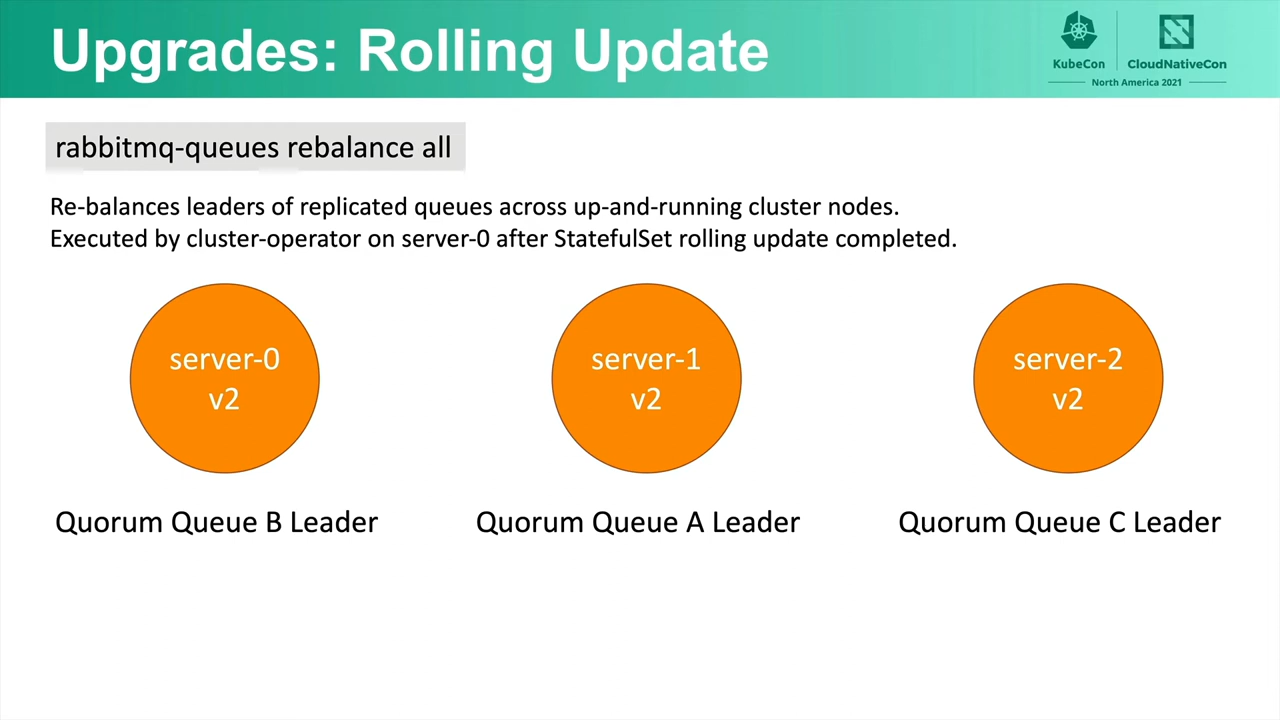 Upgrades: Rolling Update
KubeCon
CloudNativeCon
North America 2021
rabbitmq-queues rebalance all
Re-balances leaders of replicated queues across up-and-running cluster nodes.
Executed by cluster-operator on server-0 after StatefulSet rolling update completed.
server-0
v2
server-1
v2
server-2
v2
Quorum Queue B Leader
Quorum Queue A Leader
Quorum Queue C Leader